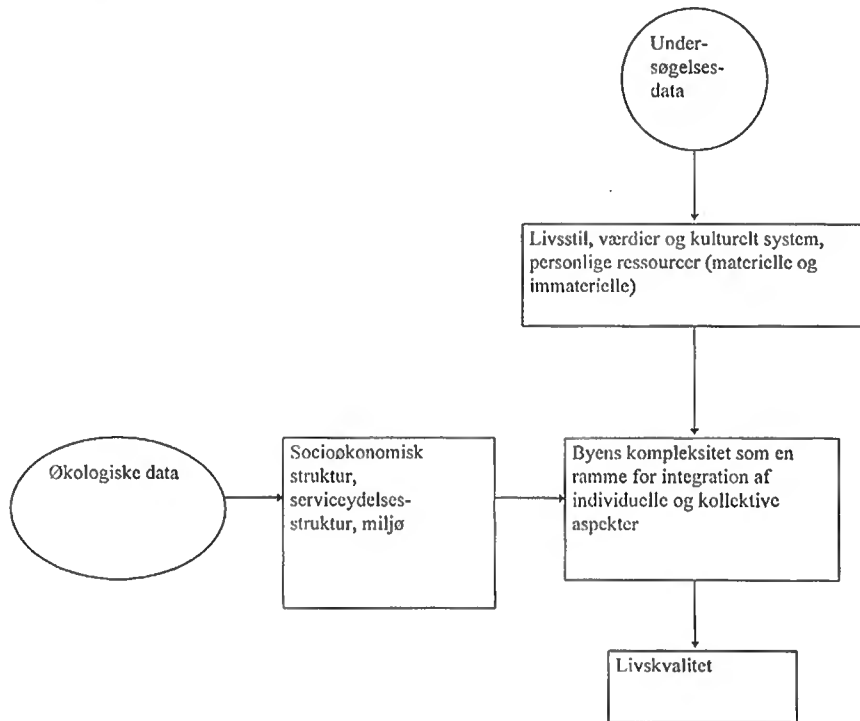 Under-
søgelses-
data
Livsstil, værdier og kulturelt system,
personlige ressourcer (materielle og
immaterielle)
Økologiske data
Socioøkonomisk
struktur,
serviceydelses-
struktur, miljø
Byens kompleksitet som en
ramme for integration af
individuelle og kollektive
aspekter
Livskvalitet